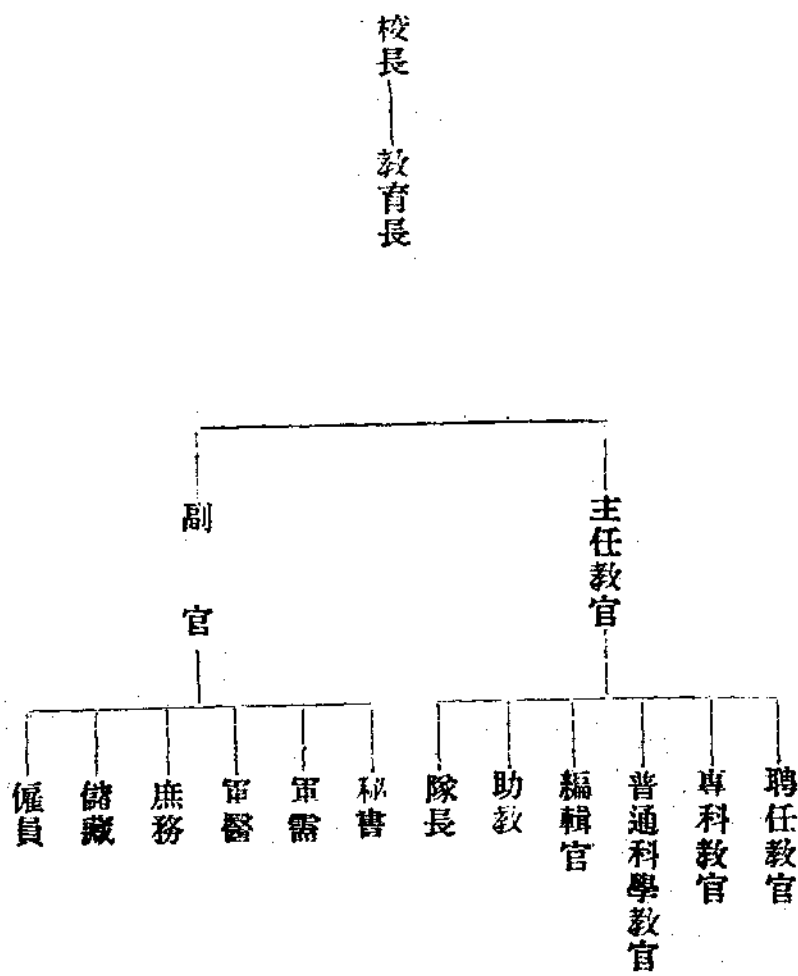 校長
教育長
主任教官
副官
聘任教官
專科教官
普通科學教官
編輯官
助教
隊長
秘書
軍需
軍醫
庶務
儲藏
僱員